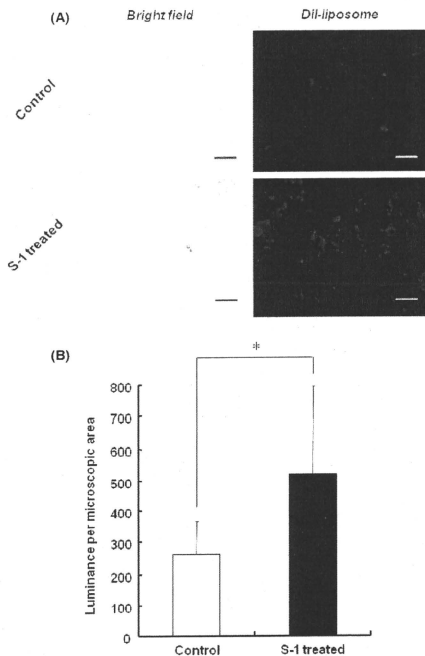 (A) Bright field DiI-liposome
Control
S-1 treated
(B)
*
Luminance per microscopic area
800
700
600
500
400
300
200
100
0
Control S-1 treated